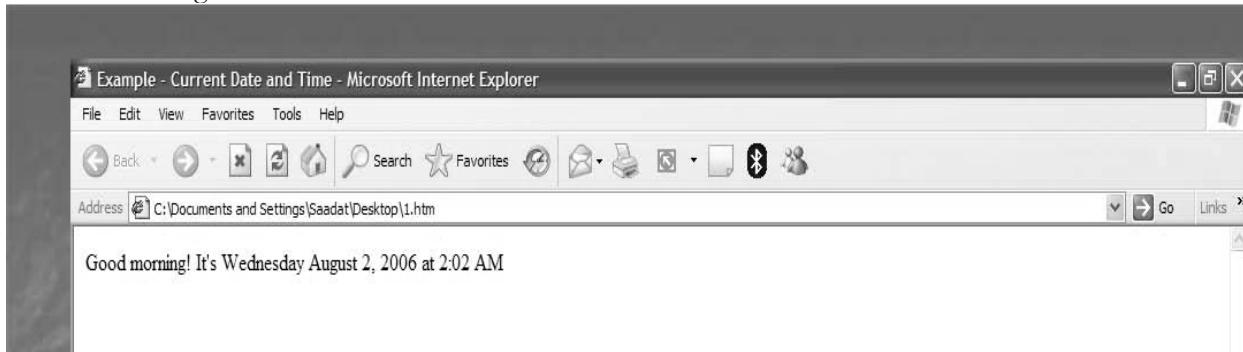 Example - Current Date and Time - Microsoft Internet Explorer
File Edit View Favorites Tools Help
Back Search Favorites
Address C:\Documents and Settings\Saadat\Desktop\1.htm Go Links »
Good morning! It's Wednesday August 2, 2006 at 2:02 AM